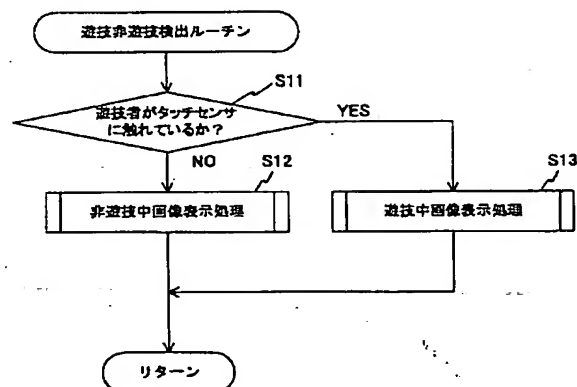 遊技非遊技検出ルーチン
S11
遊技者がタッチセンサ
に触れているか？
YES
NO
S12
S13
非遊技中画像表示処理
遊技中画像表示処理
リターン